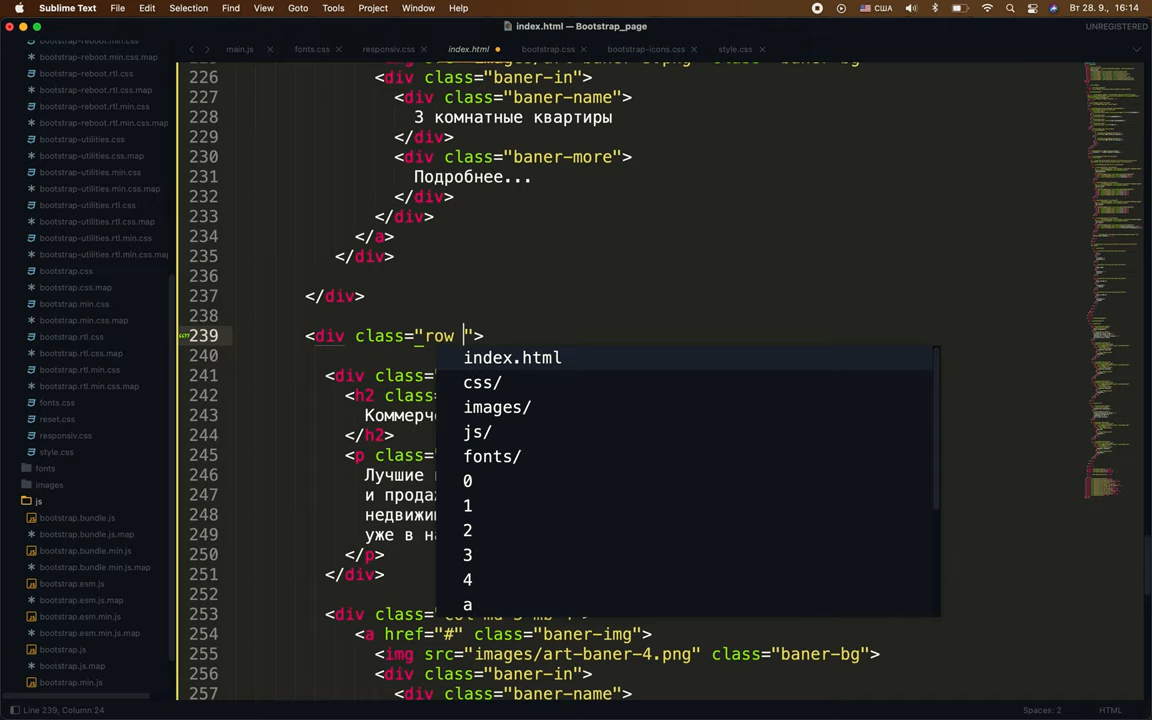 Sublime Text File Edit Selection Find View Goto Tools Project Window Help США Вт 28. 9., 16:14
index.html — Bootstrap_page UNREGISTERED
main.js fonts.css responsiv.css index.html bootstrap.css bootstrap-icons.css style.css
bootstrap-reboot.min.css.map
bootstrap-reboot.rtl.css
bootstrap-reboot.rtl.css.map
bootstrap-reboot.rtl.min.css
bootstrap-reboot.rtl.min.css.map
bootstrap-utilities.css
bootstrap-utilities.css.map
bootstrap-utilities.min.css
bootstrap-utilities.min.css.map
bootstrap-utilities.rtl.css
bootstrap-utilities.rtl.css.map
bootstrap-utilities.rtl.min.css
bootstrap-utilities.rtl.min.css.map
bootstrap.css
bootstrap.css.map
bootstrap.min.css
bootstrap.min.css.map
bootstrap.rtl.css
bootstrap.rtl.css.map
bootstrap.rtl.min.css
bootstrap.rtl.min.css.map
fonts.css
reset.css
responsiv.css
style.css
fonts
images
js
bootstrap.bundle.js
bootstrap.bundle.js.map
bootstrap.bundle.min.js
bootstrap.bundle.min.js.map
bootstrap.esm.js
bootstrap.esm.js.map
bootstrap.esm.min.js
bootstrap.esm.min.js.map
bootstrap.js
bootstrap.js.map
bootstrap.min.js
226 <div class="baner-in">
227 <div class="baner-name">
228 3 комнатные квартиры
229 </div>
230 <div class="baner-more">
231 Подробнее...
232 </div>
233 </div>
234 </a>
235 </div>
236
237 </div>
238
239 <div class="row ">
240
241 <div class="
242 <h2 class=
243 Коммерч
244 </h2>
245 <p class="
246 Лучшие
247 и прода
248 недвижи
249 уже в на
250 </p>
251 </div>
252
253 <div class=
254 <a href="#" class="baner-img">
255 <img src="images/art-baner-4.png" class="baner-bg">
256 <div class="baner-in">
257 <div class="baner-name">
index.html
css/
images/
js/
fonts/
0
1
2
3
4
a
Line 239, Column 24 Spaces: 2 HTML